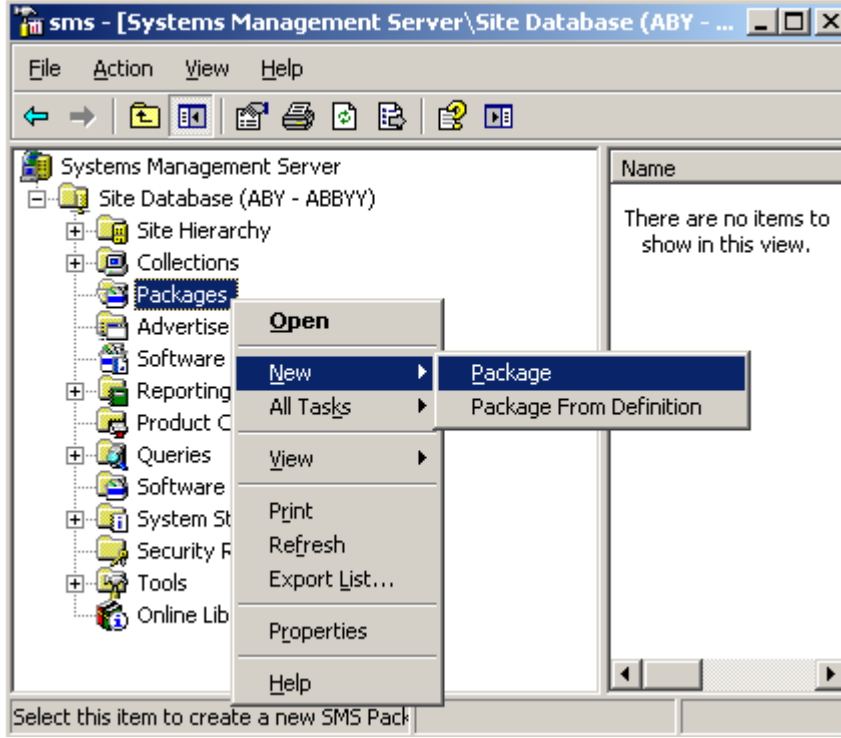 sms - [Systems Management Server\Site Database (ABY - ...
File Action View Help
Systems Management Server
Site Database (ABY - ABBYY)
Site Hierarchy
Collections
Packages
Advertise
Software
Reporting
Product C
Queries
Software
System St
Security R
Tools
Online Lib
Open
New
All Tasks
View
Print
Refresh
Export List...
Properties
Help
Package
Package From Definition
Name
There are no items to
show in this view.
Select this item to create a new SMS Pack